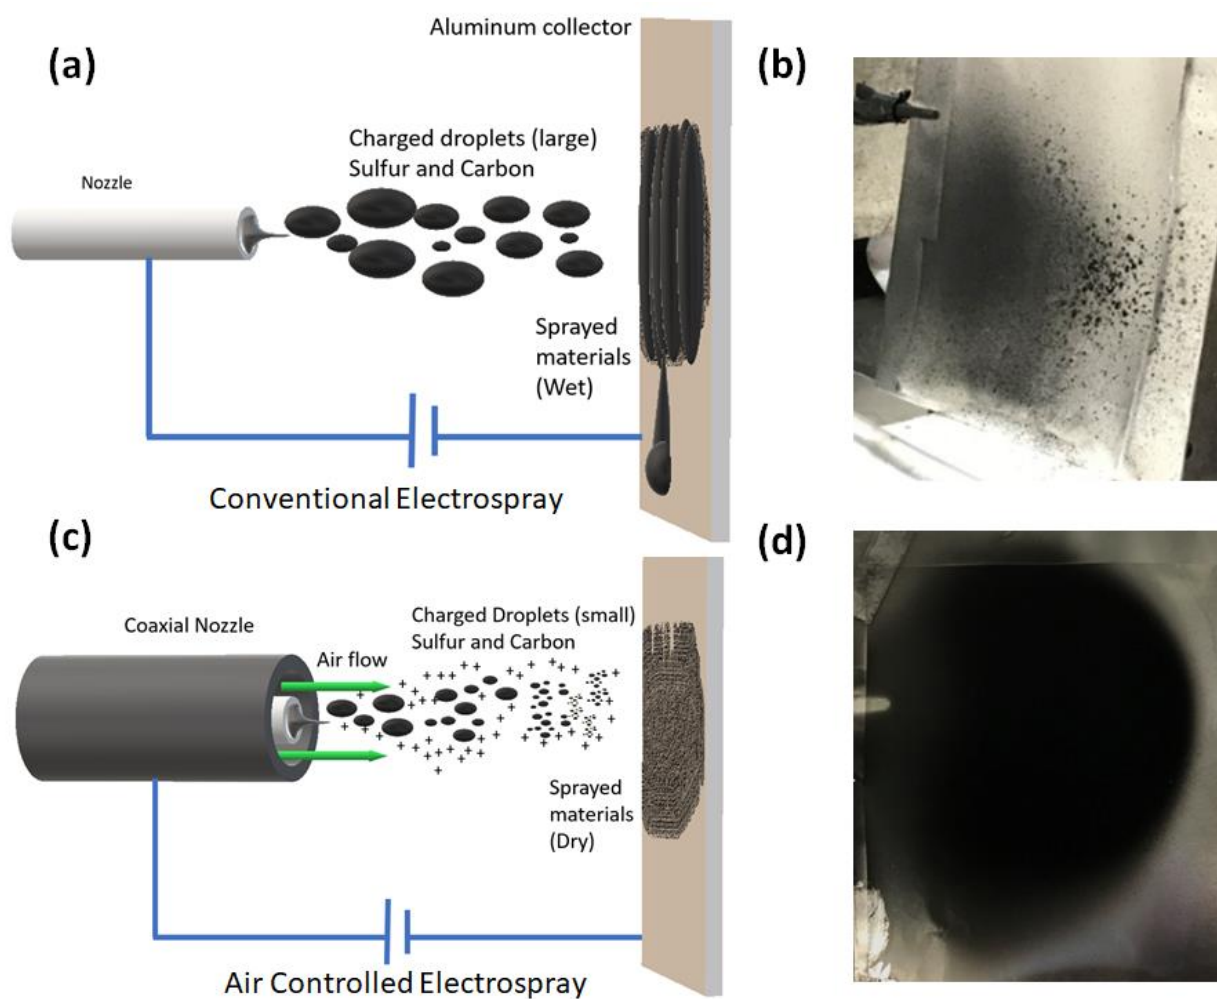 Aluminum collector
(a)
(b)
Charged droplets (large)
Sulfur and Carbon
Nozzle
Sprayed
materials
(Wet)
Conventional Electrospray
(c)
(d)
Charged Droplets (small)
Sulfur and Carbon
Coaxial Nozzle
Air flow
Sprayed
materials
(Dry)
Air Controlled Electrospray